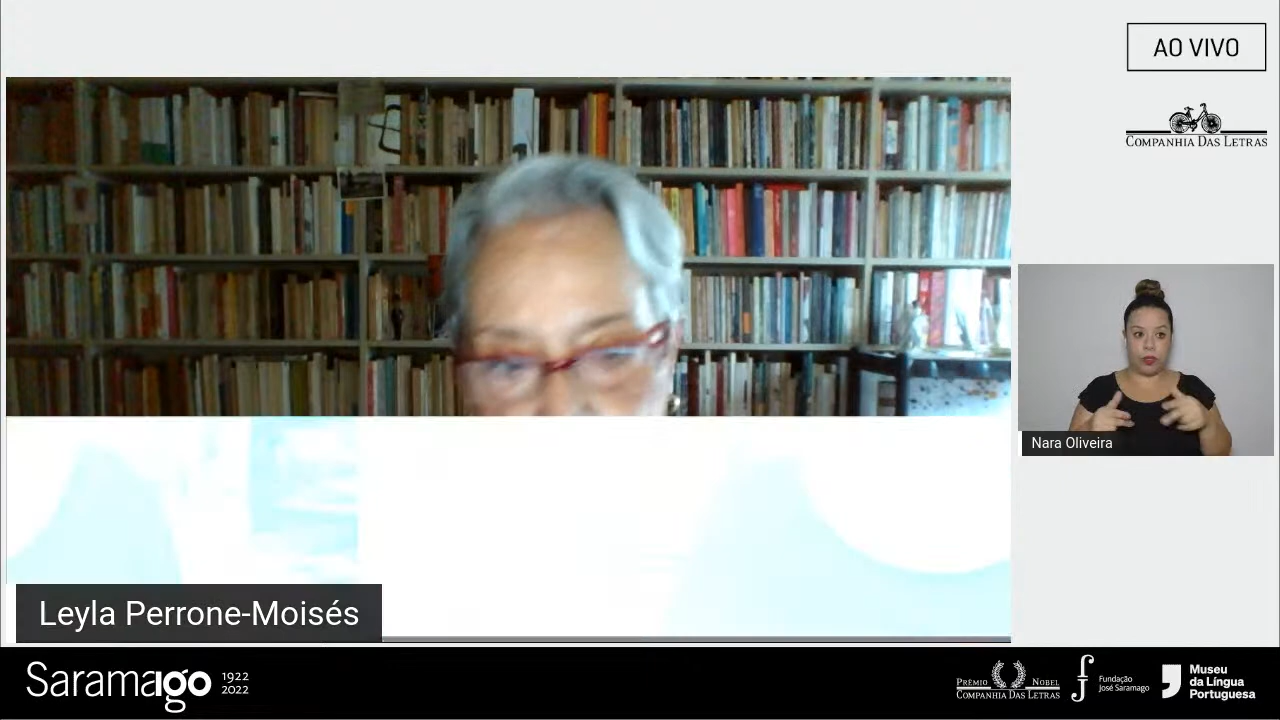 AO VIVO
COMPANHIA DAS LETRAS
Nara Oliveira
Leyla Perrone-Moisés
Saramago
1922
2022
PRÊMIO NOBEL
COMPANHIA DAS LETRAS
Fundação
José Saramago
Museu
da Língua
Portuguesa